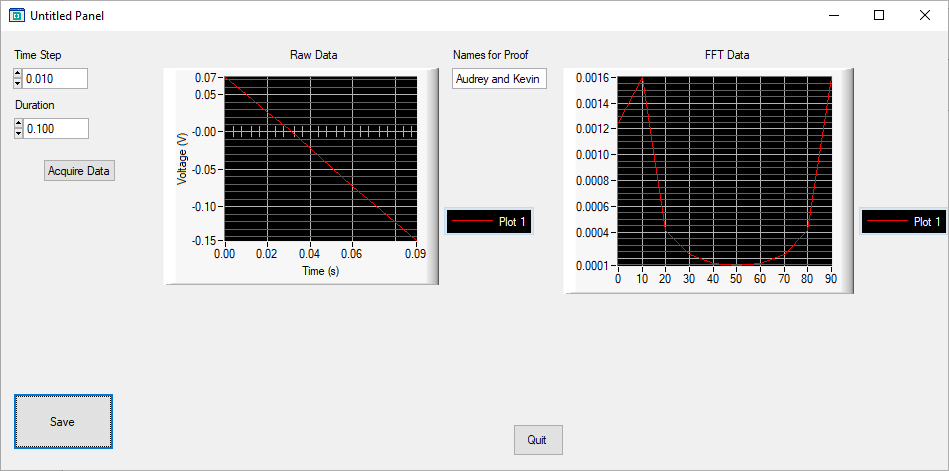 Untitled Panel
Time Step
0.010
Duration
0.100
Acquire Data
Raw Data
Voltage (V)
0.07
0.05
-0.00
-0.05
-0.10
-0.15
0.00 0.02 0.04 0.06 0.09
Time (s)
Plot 1
Names for Proof
Audrey and Kevin
FFT Data
0.0016
0.0014
0.0012
0.0010
0.0008
0.0006
0.0004
0.0001
0 10 20 30 40 50 60 70 80 90
Plot 1
Save
Quit